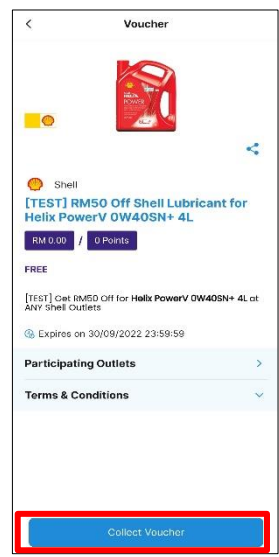 Voucher
HELIX
POWER
Shell
[TEST] RM50 Off Shell Lubricant for
Helix PowerV 0W40SN+ 4L
RM 0.00 / 0 Points
FREE
[TEST] Get RM50 Off for Helix PowerV 0W40SN+ 4L at
ANY Shell Outlets
Expires on 30/09/2022 23:59:59
Participating Outlets
Terms & Conditions
Collect Voucher